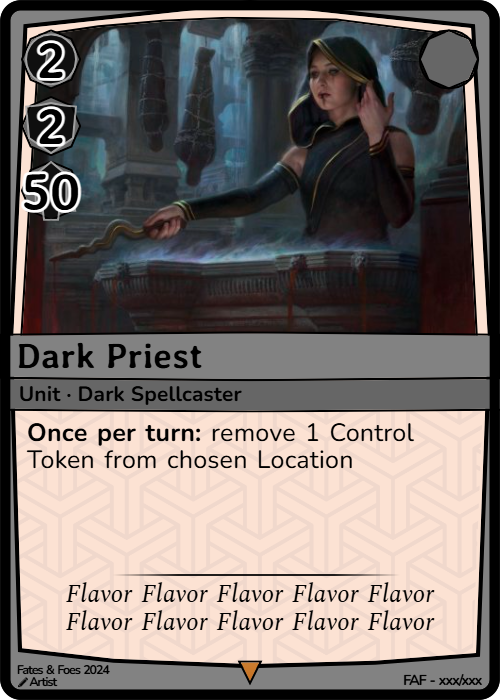 2
2
50
Dark Priest
Unit · Dark Spellcaster
Once per turn: remove 1 Control
Token from chosen Location
Flavor Flavor Flavor Flavor Flavor
Flavor Flavor Flavor Flavor Flavor
Fates & Foes 2024
Artist
FAF - xxx/xxx